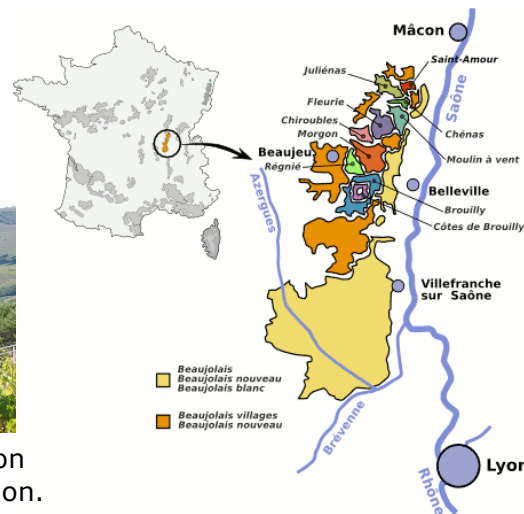 Mâcon
Saint-Amour
Juliénas
Saône
Fleurie
Chiroubles
Chénas
Morgon
Beaujeu
Moulin à vent
Régnié
Azergues
Belleville
Brouilly
Côtes de Brouilly
Villefranche
sur Saône
Beaujolais
Beaujolais nouveau
Beaujolais blanc
Beaujolais villages
Beaujolais nouveau
Brévenne
on
Lyon
Rhône
on.